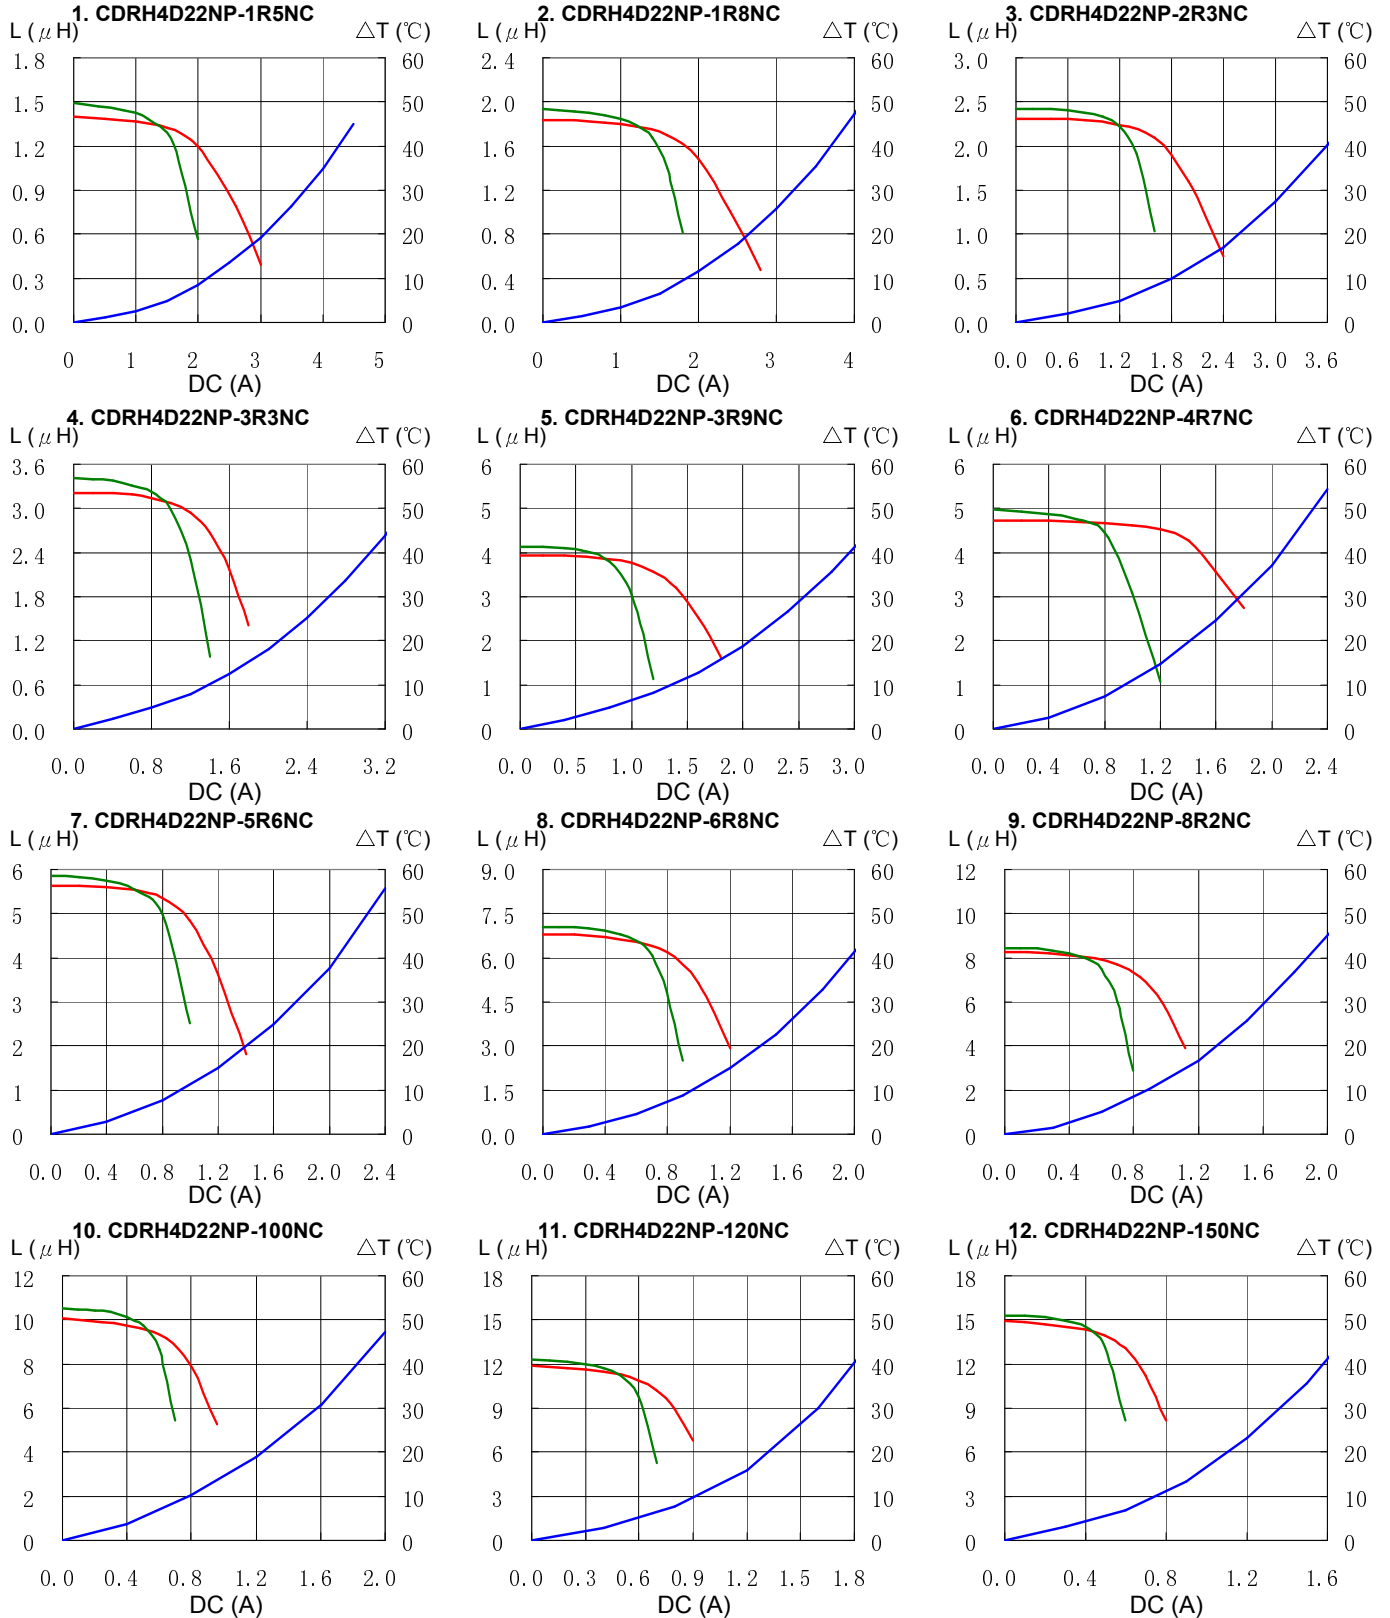 1. CDRH4D22NP-1R5NC
L (μH) △T (℃)
1.8 60
1.5 50
1.2 40
0.9 30
0.6 20
0.3 10
0.0 0
0 1 2 3 4 5
DC (A)
2. CDRH4D22NP-1R8NC
L (μH) △T (℃)
2.4 60
2.0 50
1.6 40
1.2 30
0.8 20
0.4 10
0.0 0
0 1 2 3 4
DC (A)
3. CDRH4D22NP-2R3NC
L (μH) △T (℃)
3.0 60
2.5 50
2.0 40
1.5 30
1.0 20
0.5 10
0.0 0
0.0 0.6 1.2 1.8 2.4 3.0 3.6
DC (A)
4. CDRH4D22NP-3R3NC
L (μH) △T (℃)
3.6 60
3.0 50
2.4 40
1.8 30
1.2 20
0.6 10
0.0 0
0.0 0.8 1.6 2.4 3.2
DC (A)
5. CDRH4D22NP-3R9NC
L (μH) △T (℃)
6 60
5 50
4 40
3 30
2 20
1 10
0 0
0.0 0.5 1.0 1.5 2.0 2.5 3.0
DC (A)
6. CDRH4D22NP-4R7NC
L (μH) △T (℃)
6 60
5 50
4 40
3 30
2 20
1 10
0 0
0.0 0.4 0.8 1.2 1.6 2.0 2.4
DC (A)
7. CDRH4D22NP-5R6NC
L (μH) △T (℃)
6 60
5 50
4 40
3 30
2 20
1 10
0 0
0.0 0.4 0.8 1.2 1.6 2.0 2.4
DC (A)
8. CDRH4D22NP-6R8NC
L (μH) △T (℃)
9.0 60
7.5 50
6.0 40
4.5 30
3.0 20
1.5 10
0.0 0
0.0 0.4 0.8 1.2 1.6 2.0
DC (A)
9. CDRH4D22NP-8R2NC
L (μH) △T (℃)
12 60
10 50
8 40
6 30
4 20
2 10
0 0
0.0 0.4 0.8 1.2 1.6 2.0
DC (A)
10. CDRH4D22NP-100NC
L (μH) △T (℃)
12 60
10 50
8 40
6 30
4 20
2 10
0 0
0.0 0.4 0.8 1.2 1.6 2.0
DC (A)
11. CDRH4D22NP-120NC
L (μH) △T (℃)
18 60
15 50
12 40
9 30
6 20
3 10
0 0
0.0 0.3 0.6 0.9 1.2 1.5 1.8
DC (A)
12. CDRH4D22NP-150NC
L (μH) △T (℃)
18 60
15 50
12 40
9 30
6 20
3 10
0 0
0.0 0.4 0.8 1.2 1.6
DC (A)